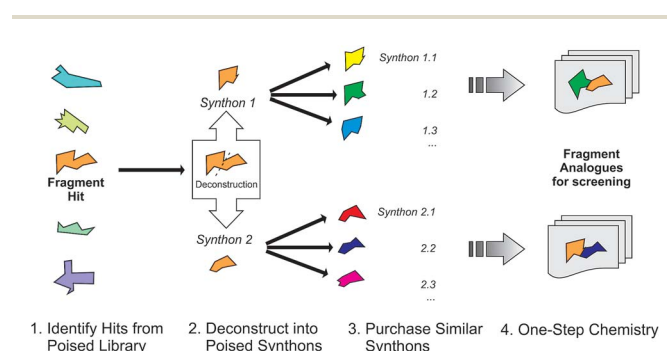 Synthon 1.1
1.2
1.3
...
Synthon 1
Fragment
Hit
Deconstruction
Synthon 2
Synthon 2.1
2.2
2.3
...
Fragment
Analogues
for screening
1. Identify Hits from
Poised Library
2. Deconstruct into
Poised Synthons
3. Purchase Similar
Synthons
4. One-Step Chemistry